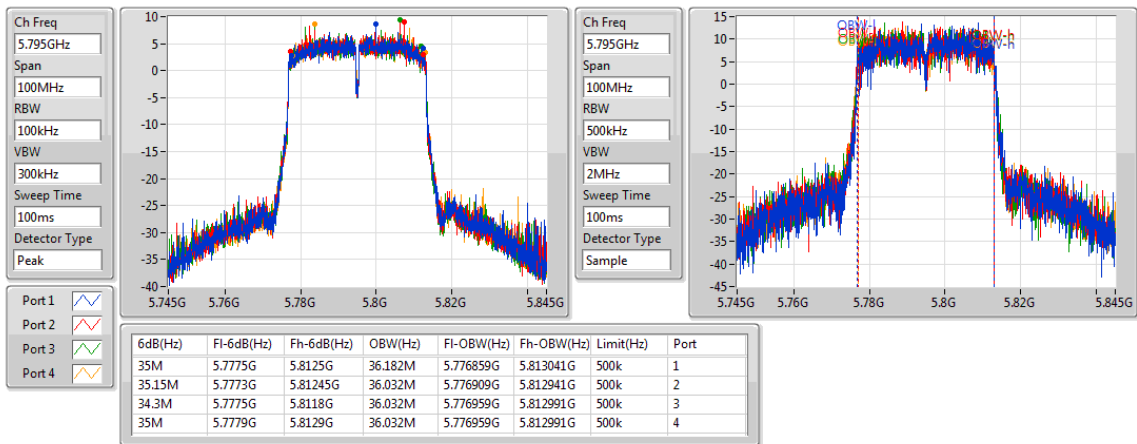 Ch Freq
5.795GHz
Span
100MHz
RBW
100kHz
VBW
300kHz
Sweep Time
100ms
Detector Type
Peak
10
5
0
-5
-10
-15
-20
-25
-30
-35
-40
5.745G 5.76G 5.78G 5.8G 5.82G 5.845G
Ch Freq
5.795GHz
Span
100MHz
RBW
500kHz
VBW
2MHz
Sweep Time
100ms
Detector Type
Sample
15
10
5
0
-5
-10
-15
-20
-25
-30
-35
-40
-45
OBW-l
OBW-h
OBW-h
5.745G 5.76G 5.78G 5.8G 5.82G 5.845G
Port 1
Port 2
Port 3
Port 4
6dB(Hz) Fl-6dB(Hz) Fh-6dB(Hz) OBW(Hz) Fl-OBW(Hz) Fh-OBW(Hz) Limit(Hz) Port
35M 5.7775G 5.8125G 36.182M 5.776859G 5.813041G 500k 1
35.15M 5.7773G 5.81245G 36.032M 5.776909G 5.812941G 500k 2
34.3M 5.7775G 5.8118G 36.032M 5.776959G 5.812991G 500k 3
35M 5.7779G 5.8129G 36.032M 5.776959G 5.812991G 500k 4